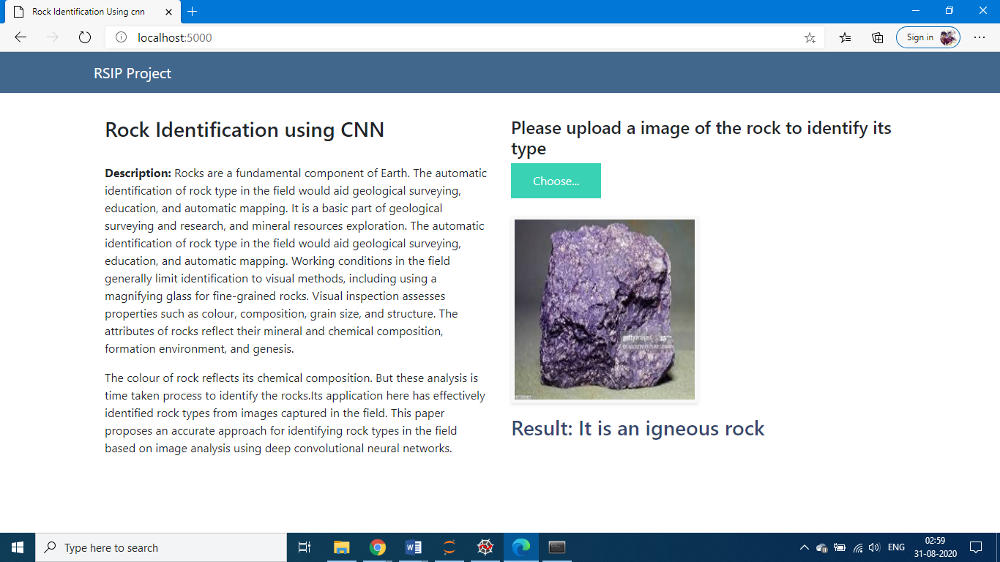 Rock Identification Using cnn
localhost:5000
Sign in
RSIP Project
Rock Identification using CNN
Description: Rocks are a fundamental component of Earth. The automatic
identification of rock type in the field would aid geological surveying,
education, and automatic mapping. It is a basic part of geological
surveying and research, and mineral resources exploration. The automatic
identification of rock type in the field would aid geological surveying,
education, and automatic mapping. Working conditions in the field
generally limit identification to visual methods, including using a
magnifying glass for fine-grained rocks. Visual inspection assesses
properties such as colour, composition, grain size, and structure. The
attributes of rocks reflect their mineral and chemical composition,
formation environment, and genesis.
The colour of rock reflects its chemical composition. But these analysis is
time taken process to identify the rocks.Its application here has effectively
identified rock types from images captured in the field. This paper
proposes an accurate approach for identifying rock types in the field
based on image analysis using deep convolutional neural networks.
Please upload a image of the rock to identify its
type
Choose...
gettyimages
PICTURE LIBRARY
Result: It is an igneous rock
Type here to search
ENG
02:59
31-08-2020